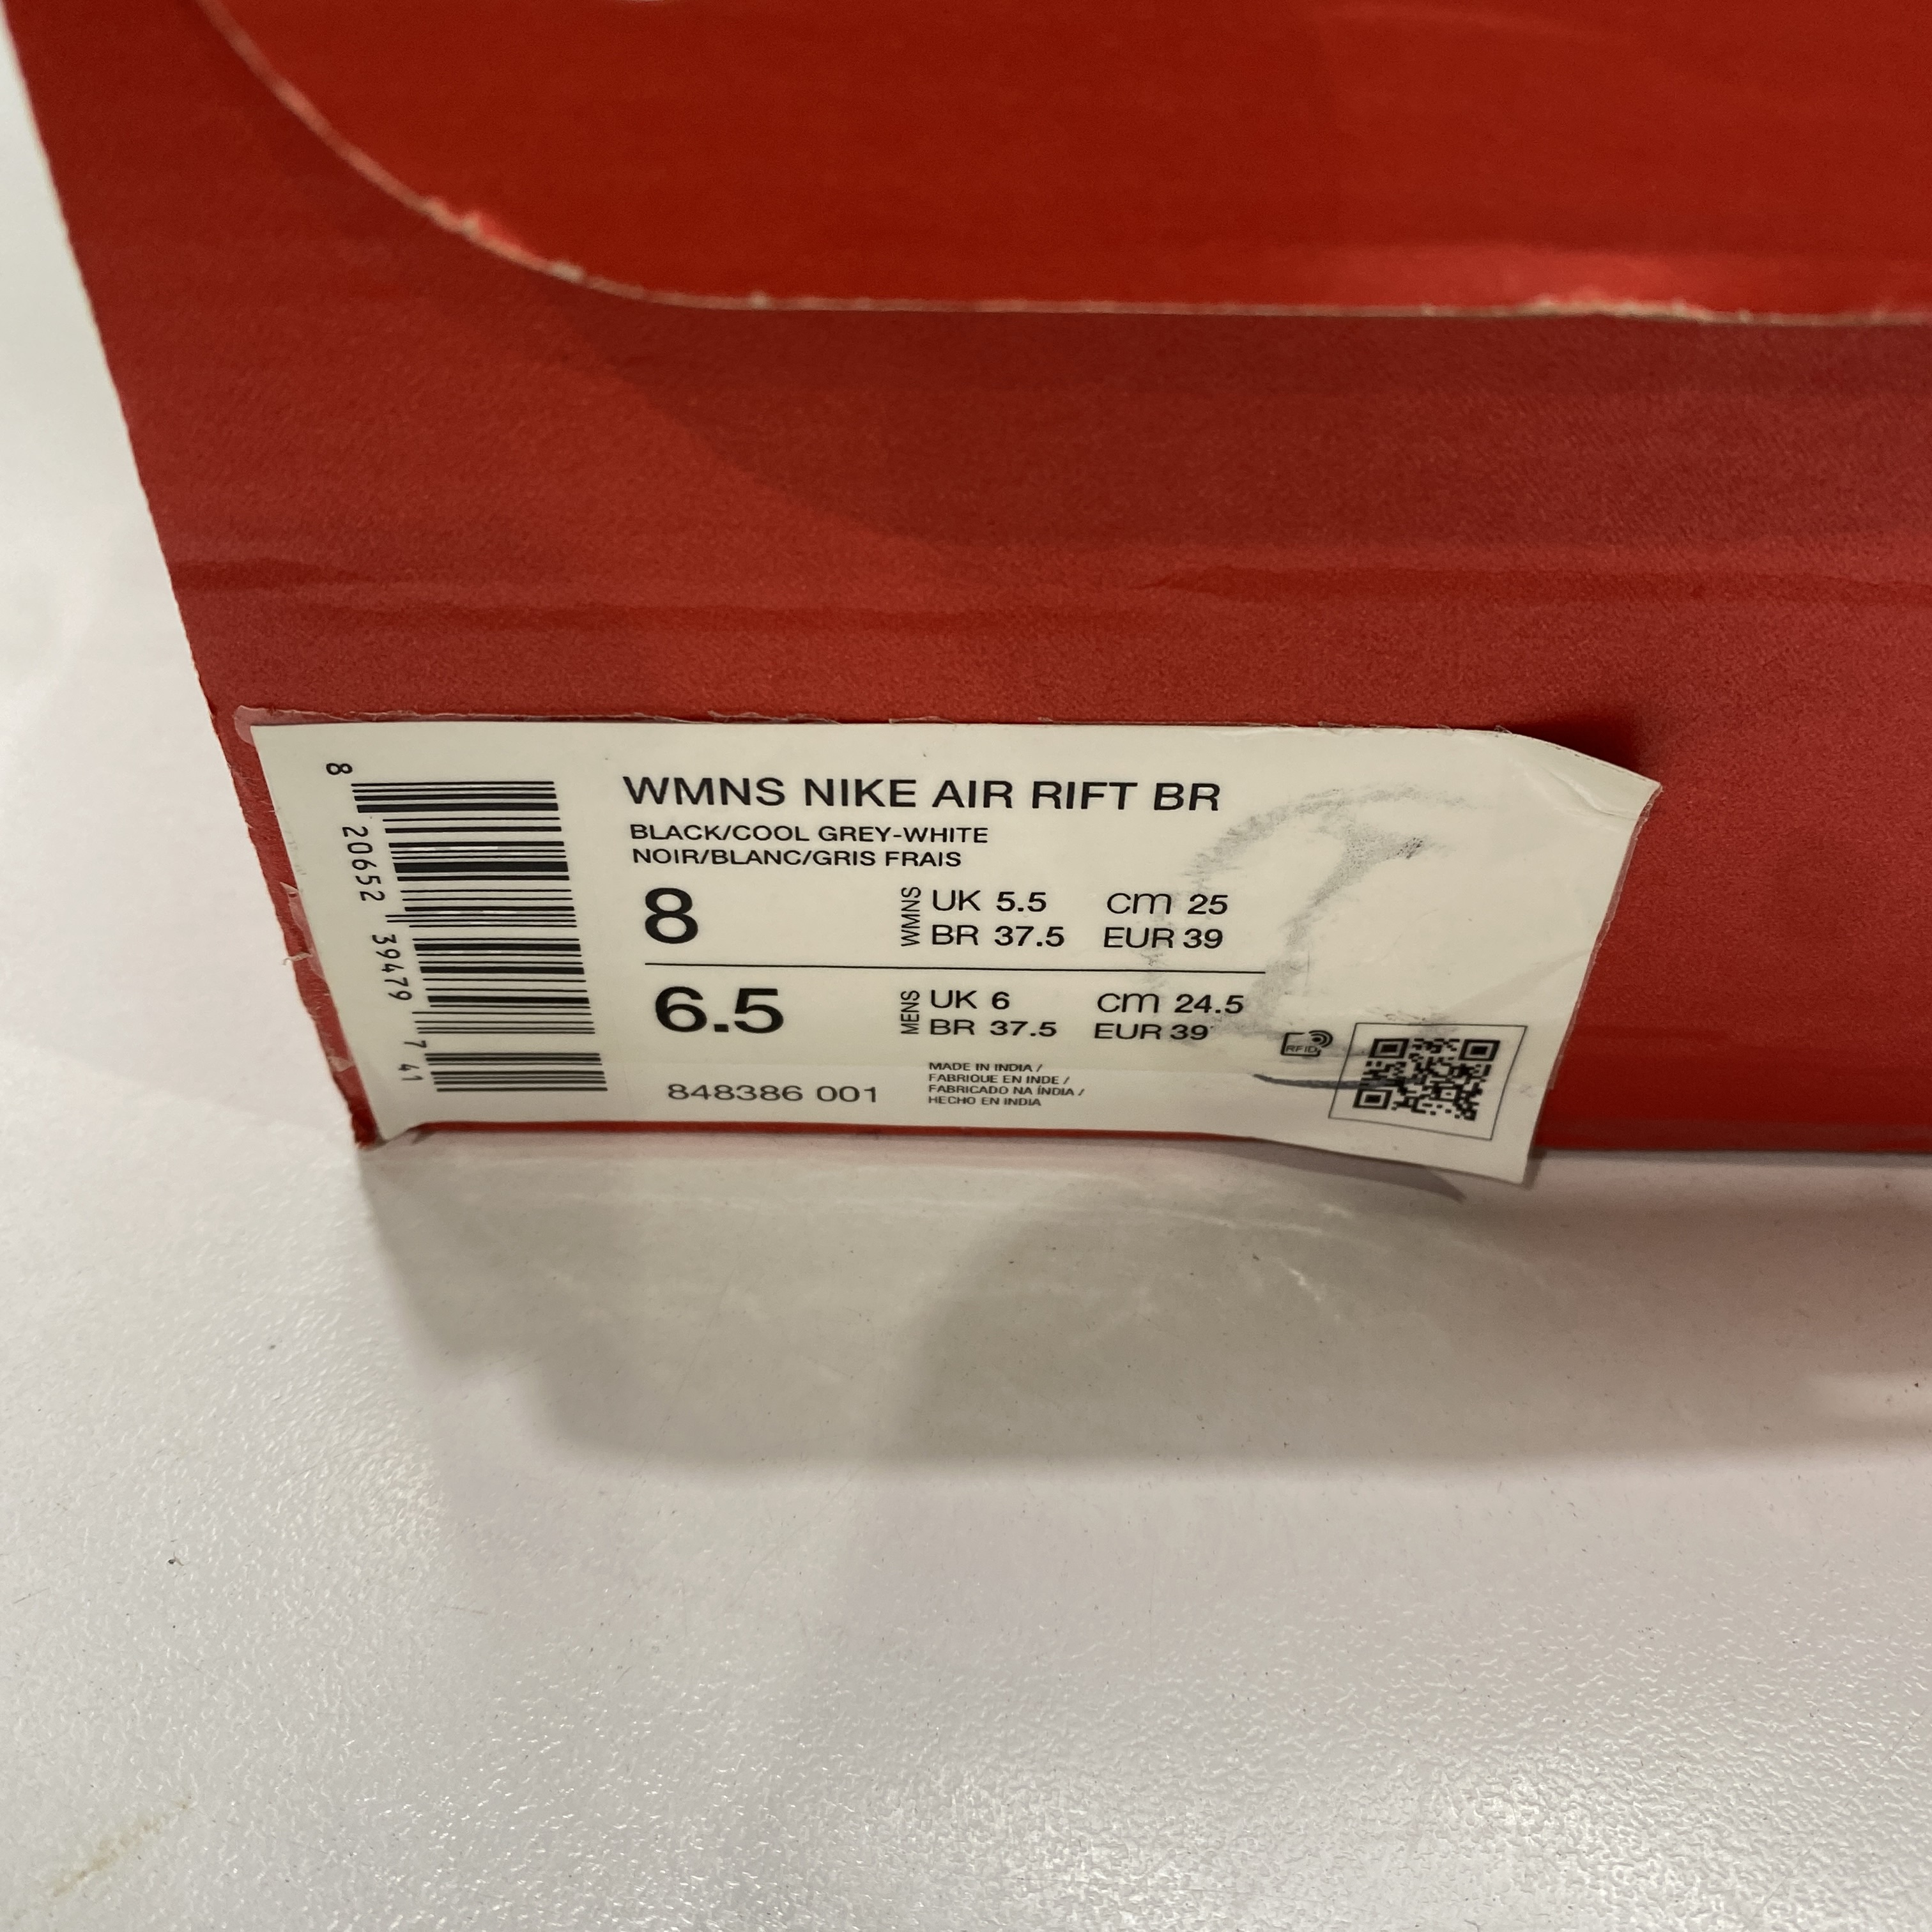 8 20652 39479 7 41
WMNS NIKE AIR RIFT BR
BLACK/COOL GREY-WHITE
NOIR/BLANC/GRIS FRAIS
8 WMNS UK 5.5 cm 25
BR 37.5 EUR 39
6.5 MENS UK 6 cm 24.5
BR 37.5 EUR 39
848386 001
MADE IN INDIA /
FABRIQUE EN INDE /
FABRICADO NA ÍNDIA /
HECHO EN INDIA
RFID